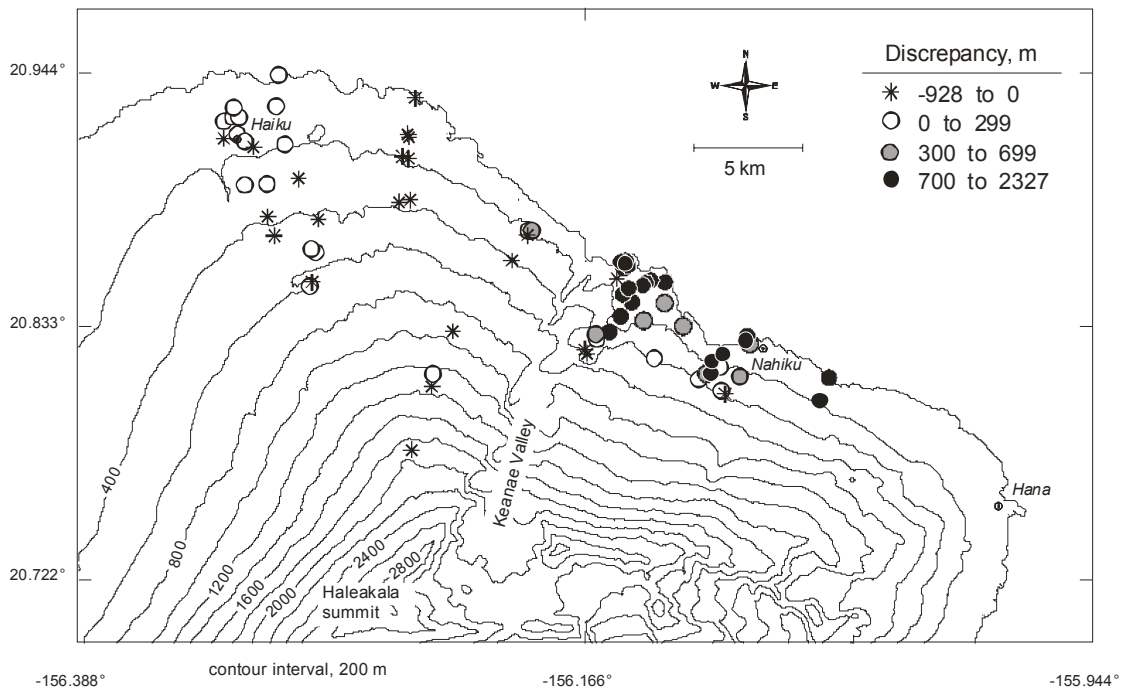 20.944°
N
W E
S
Discrepancy, m
-928 to 0
0 to 299
300 to 699
700 to 2327
Haiku
5 km
20.833°
Nahiku
400
Keanae Valley
Hana
800
1200
1600
2000
2400
2800
20.722°
Haleakala
summit
contour interval, 200 m
-156.388°
-156.166°
-155.944°